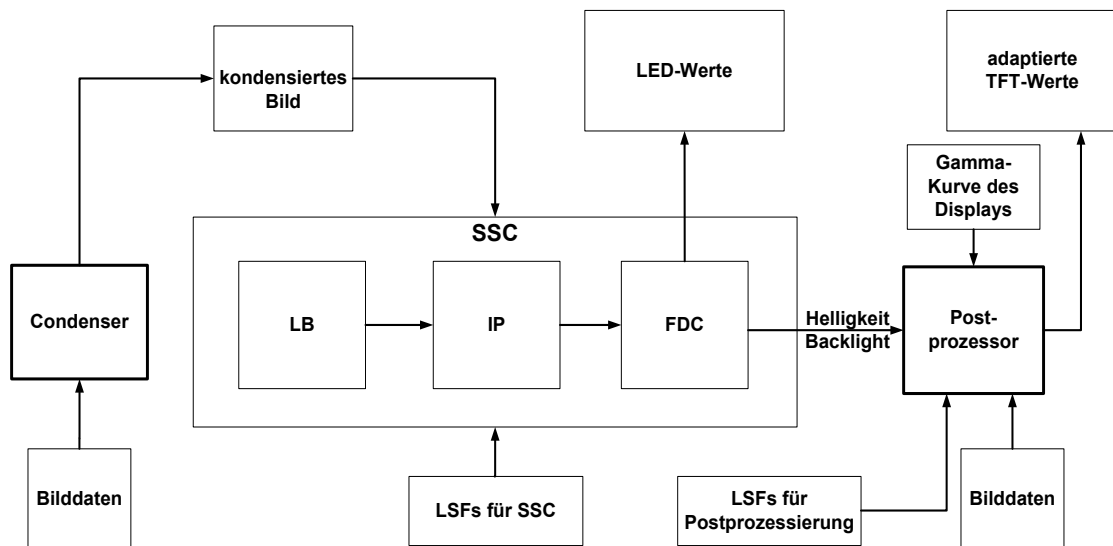 kondensiertes
Bild
LED-Werte
adaptierte
TFT-Werte
Gamma-
Kurve des
Displays
SSC
Condenser
LB
IP
FDC
Helligkeit
Backlight
Post-
prozessor
Bilddaten
LSFs für SSC
LSFs für
Postprozessierung
Bilddaten